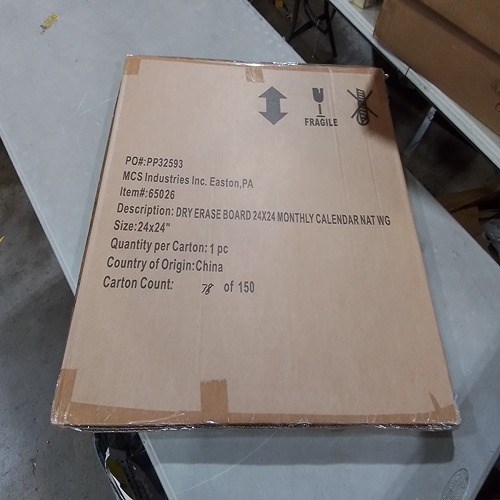 FRAGILE
PO#:PP32593
MCS Industries Inc. Easton,PA
Item#:65026
Description: DRY ERASE BOARD 24X24 MONTHLY CALENDAR NAT WG
Size:24x24"
Quantity per Carton: 1 pc
Country of Origin:China
Carton Count: 78 of 150